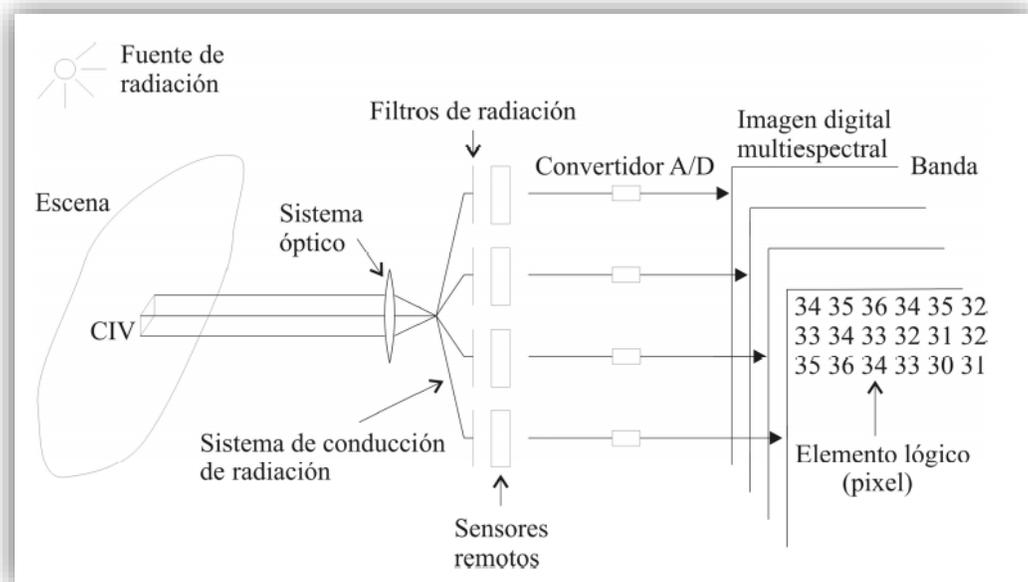 Fuente de
radiación
Filtros de radiación
Imagen digital
multiespectral
Convertidor A/D
Banda
Escena
Sistema
óptico
CIV
34 35 36 34 35 32
33 34 33 32 31 32
35 36 34 33 30 31
Sistema de conducción
de radiación
Elemento lógico
(pixel)
Sensores
remotos